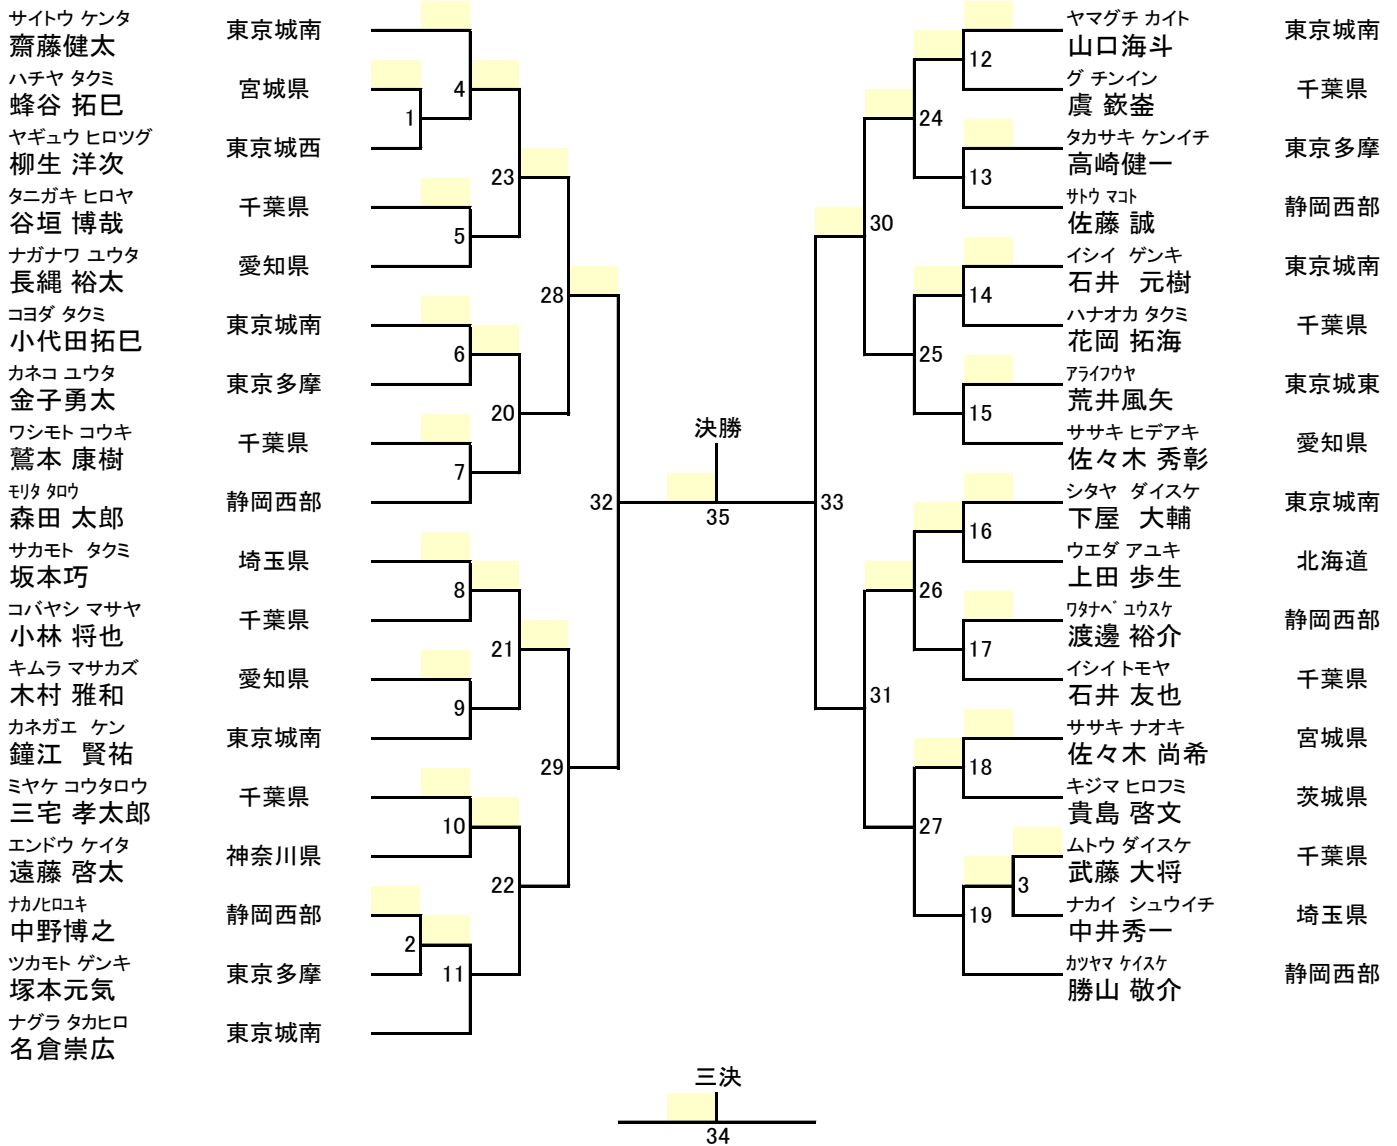 サイトウ ケンタ
齋藤健太
東京城南
ハチヤ タクミ
蜂谷 拓巳
宮城県
ヤギュウ ヒロツグ
柳生 洋次
東京城西
タニガキ ヒロヤ
谷垣 博哉
千葉県
ナガナワ ユウタ
長縄 裕太
愛知県
コヨダ タクミ
小代田拓巳
東京城南
カネコ ユウタ
金子勇太
東京多摩
ワシモト コウキ
鷲本 康樹
千葉県
モリタ タロウ
森田 太郎
静岡西部
サカモト タクミ
坂本巧
埼玉県
コバヤシ マサヤ
小林 将也
千葉県
キムラ マサカズ
木村 雅和
愛知県
カネガエ ケン
鐘江 賢祐
東京城南
ミヤケ コウタロウ
三宅 孝太郎
千葉県
エンドウ ケイタ
遠藤 啓太
神奈川県
ナカノヒロユキ
中野博之
静岡西部
ツカモト ゲンキ
塚本元気
東京多摩
ナグラ タカヒロ
名倉崇広
東京城南
1
2
4
5
6
7
8
9
10
11
23
20
21
22
28
29
32
決勝
35
三決
34
33
30
31
24
25
26
27
12
13
14
15
16
17
18
19
3
ヤマグチ カイト
山口海斗
東京城南
グ チンイン
虞 嶔崟
千葉県
タカサキ ケンイチ
高崎健一
東京多摩
サトウ マコト
佐藤 誠
静岡西部
イシイ ゲンキ
石井 元樹
東京城南
ハナオカ タクミ
花岡 拓海
千葉県
アライフウヤ
荒井風矢
東京城東
ササキ ヒデアキ
佐々木 秀彰
愛知県
シタヤ ダイスケ
下屋 大輔
東京城南
ウエダ アユキ
上田 歩生
北海道
ワタナベ ユウスケ
渡邊 裕介
静岡西部
イシイトモヤ
石井 友也
千葉県
ササキ ナオキ
佐々木 尚希
宮城県
キジマ ヒロフミ
貴島 啓文
茨城県
ムトウ ダイスケ
武藤 大将
千葉県
ナカイ シュウイチ
中井秀一
埼玉県
カツヤマ ケイスケ
勝山 敬介
静岡西部